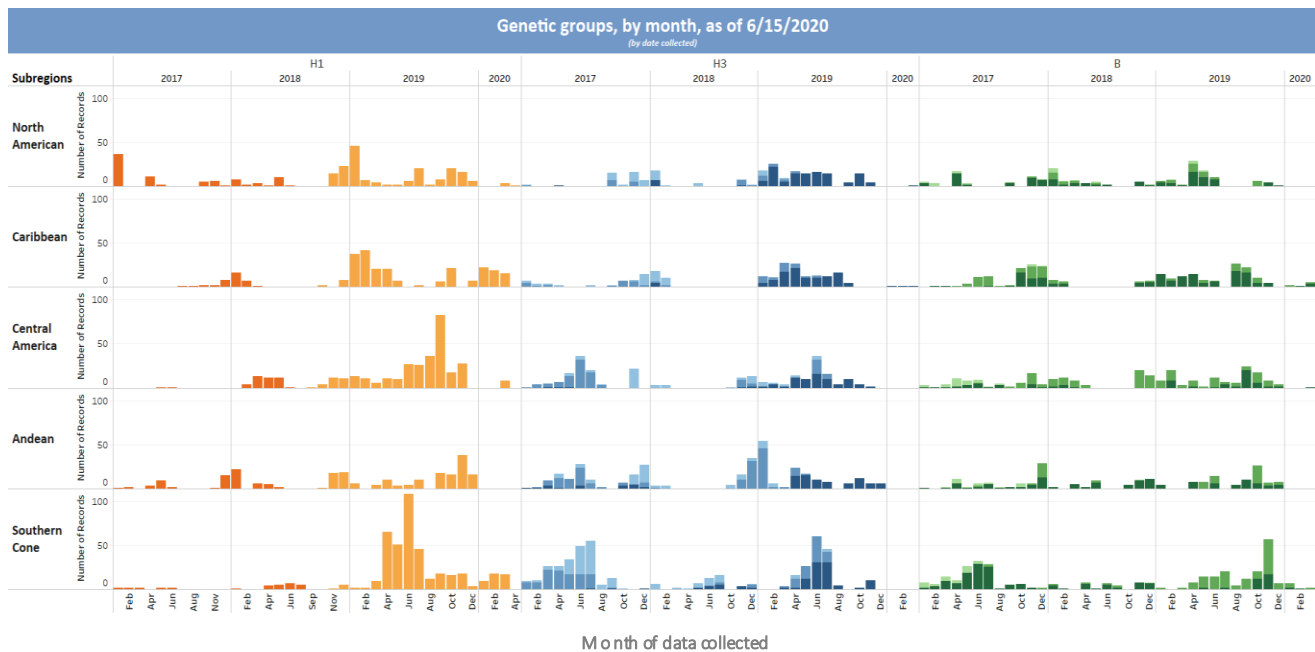 Genetic groups, by month, as of 6/15/2020
(by date collected)
H1 H3 B
Subregions 2017 2018 2019 2020 2017 2018 2019 2020 2017 2018 2019 2020
North American
Number of Records
100
50
0
Caribbean
Number of Records
100
50
0
Central America
Number of Records
100
50
0
Andean
Number of Records
100
50
0
Southern Cone
Number of Records
100
50
0
Feb Apr Jun Aug Nov Feb Apr Jun Sep Nov Feb Apr Jun Aug Oct Dec Feb Apr Feb Apr Jun Aug Oct Dec Feb Apr Jun Aug Oct Dec Feb Apr Jun Aug Oct Dec Feb Feb Apr Jun Aug Oct Dec Feb Apr Jun Aug Oct Dec Feb Apr Jun Aug Oct Dec Feb
Month of data collected